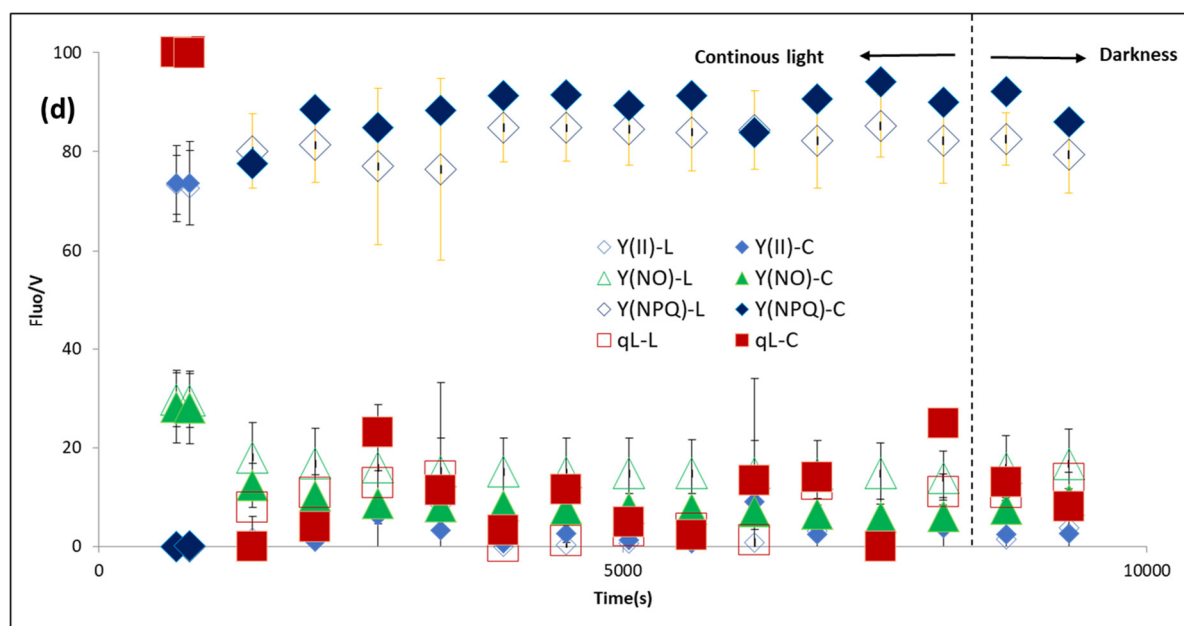 100
Continous light
Darkness
(d)
80
60
Y(II)-L Y(II)-C
Y(NO)-L Y(NO)-C
Y(NPQ)-L Y(NPQ)-C
qL-L qL-C
Fluo/V
40
20
0
0 5000 10000
Time(s)